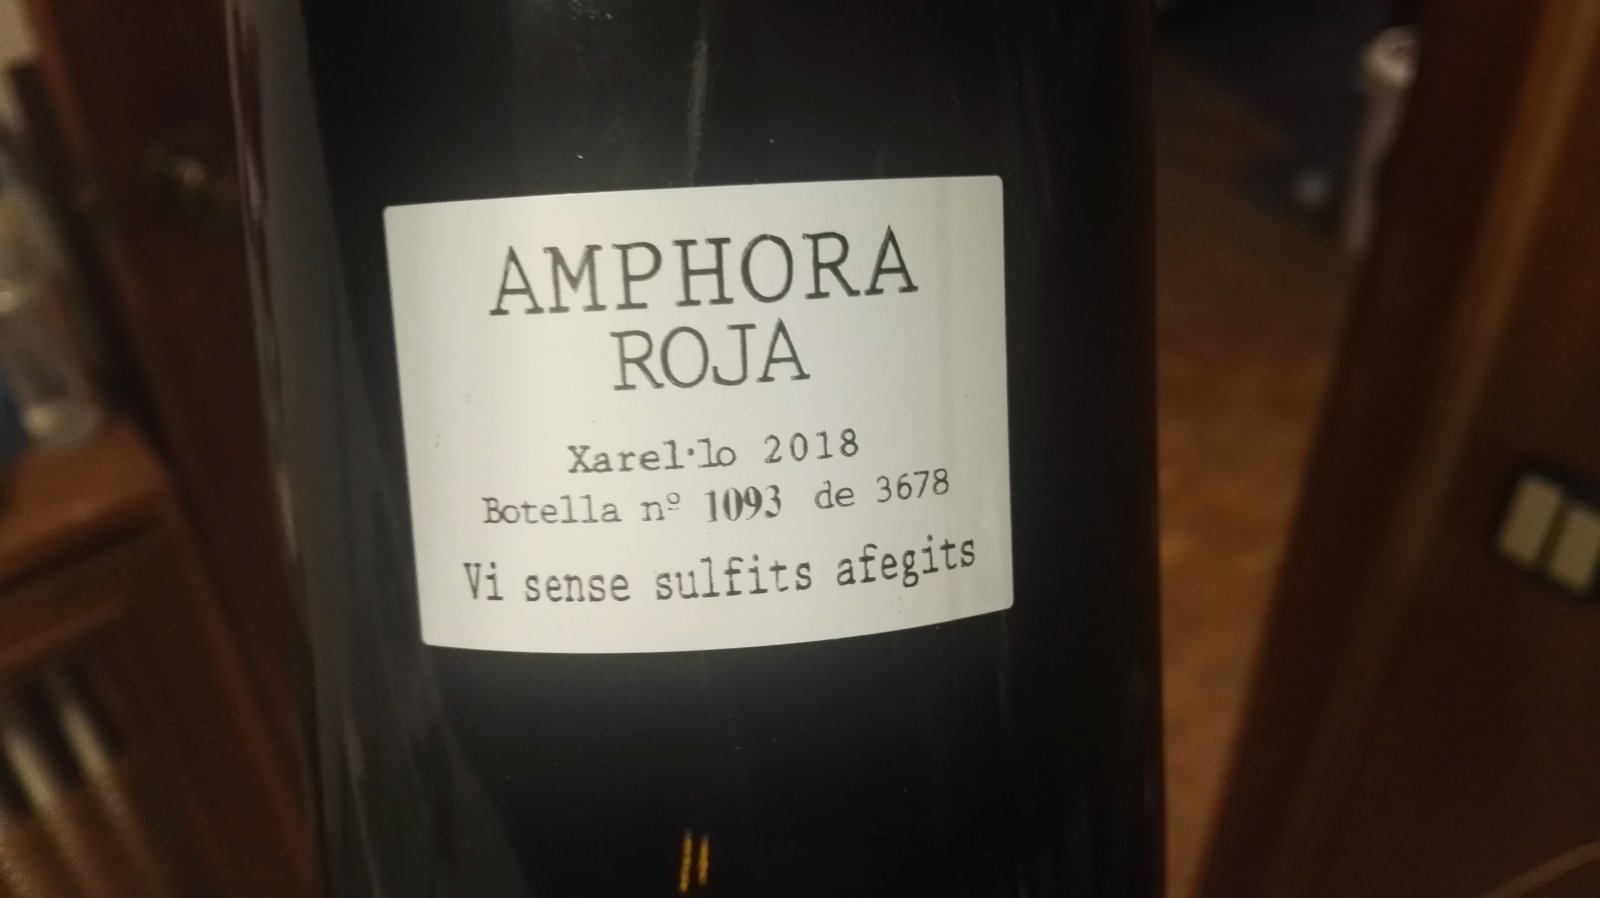 AMPHORA
ROJA
Xarel·lo 2018
Botella nº 1093 de 3678
Vi sense sulfits afegits